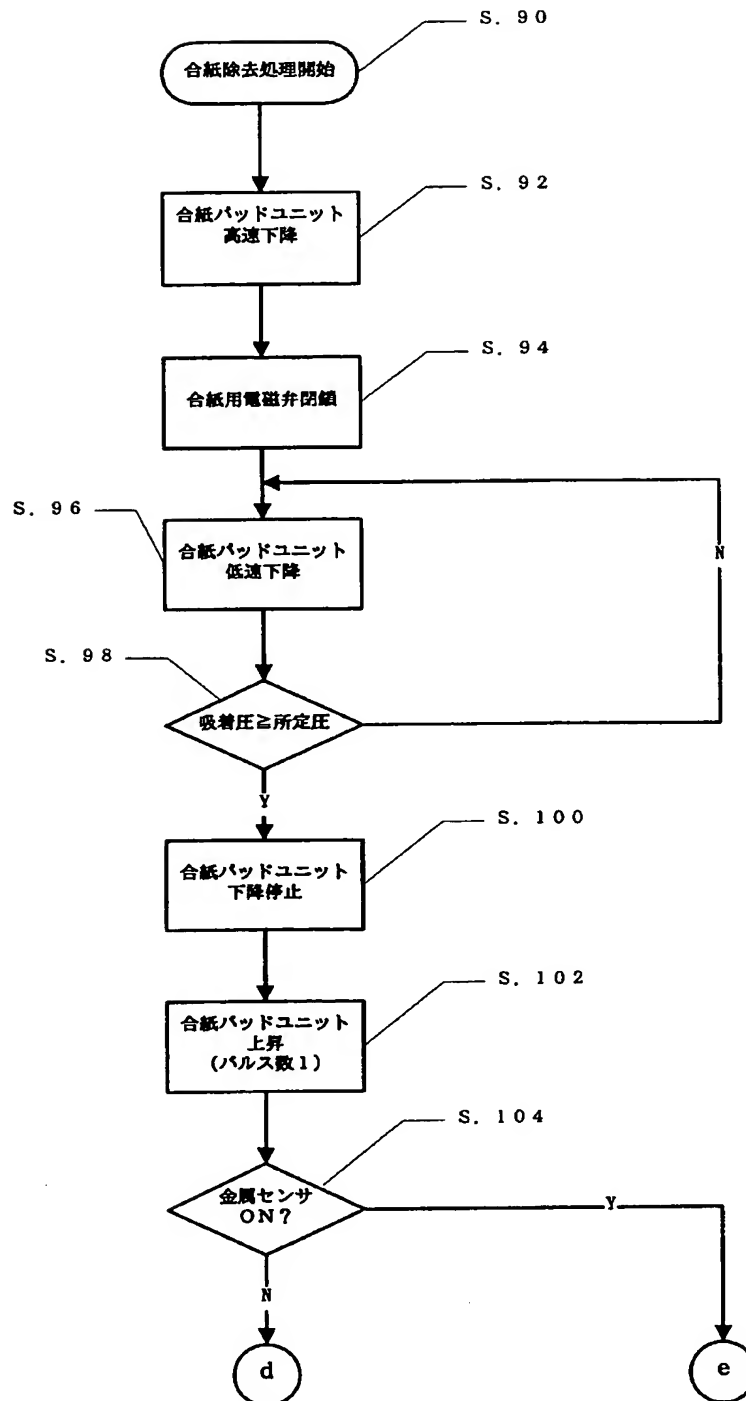 S. 90
合紙除去処理開始
S. 92
合紙パッドユニット
高速下降
S. 94
合紙用電磁弁閉鎖
S. 96
合紙パッドユニット
低速下降
N
S. 98
吸着圧≧所定圧
Y
S. 100
合紙パッドユニット
下降停止
S. 102
合紙パッドユニット
上昇
(パルス数1)
S. 104
金属センサ
ON?
Y
N
d
e